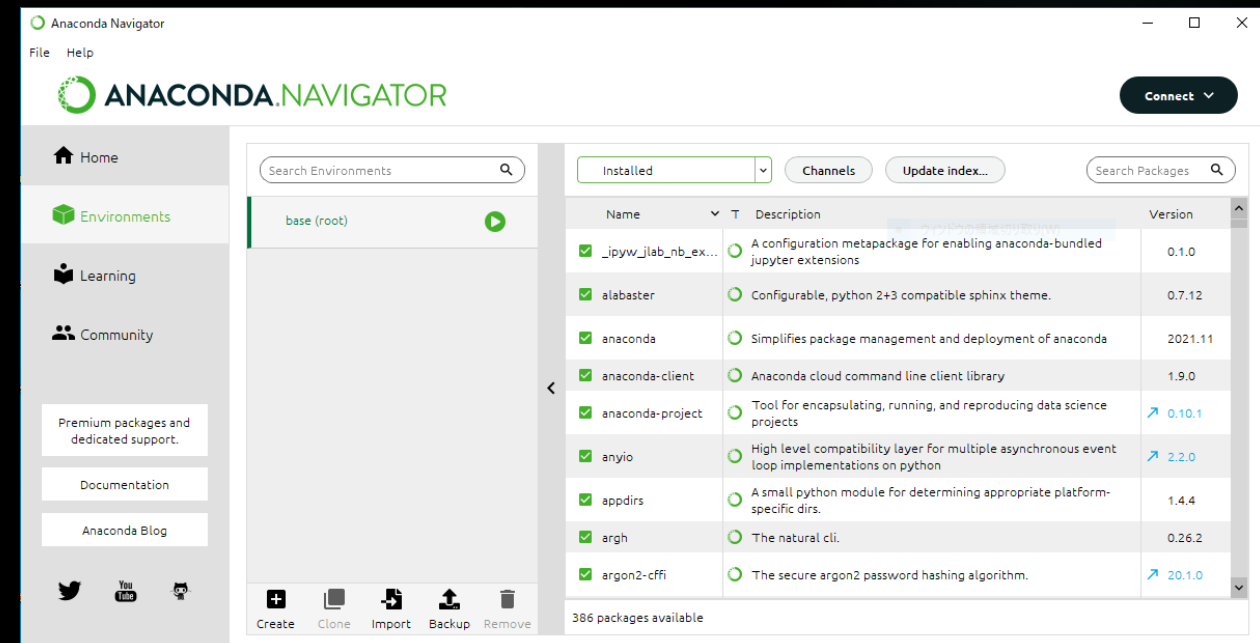 Anaconda Navigator
File Help
ANACONDA.NAVIGATOR
Connect
Home
Environments
Learning
Community
Premium packages and
dedicated support.
Documentation
Anaconda Blog
You
Tube
Search Environments
base (root)
Create Clone Import Backup Remove
Installed Channels Update index... Search Packages
Name T Description Version
_ipyw_jlab_nb_ex... A configuration metapackage for enabling anaconda-bundled
jupyter extensions 0.1.0
alabaster Configurable, python 2+3 compatible sphinx theme. 0.7.12
anaconda Simplifies package management and deployment of anaconda 2021.11
anaconda-client Anaconda cloud command line client library 1.9.0
anaconda-project Tool for encapsulating, running, and reproducing data science
projects 0.10.1
anyio High level compatibility layer for multiple asynchronous event
loop implementations on python 2.2.0
appdirs A small python module for determining appropriate platform-
specific dirs. 1.4.4
argh The natural cli. 0.26.2
argon2-cffi The secure argon2 password hashing algorithm. 20.1.0
386 packages available